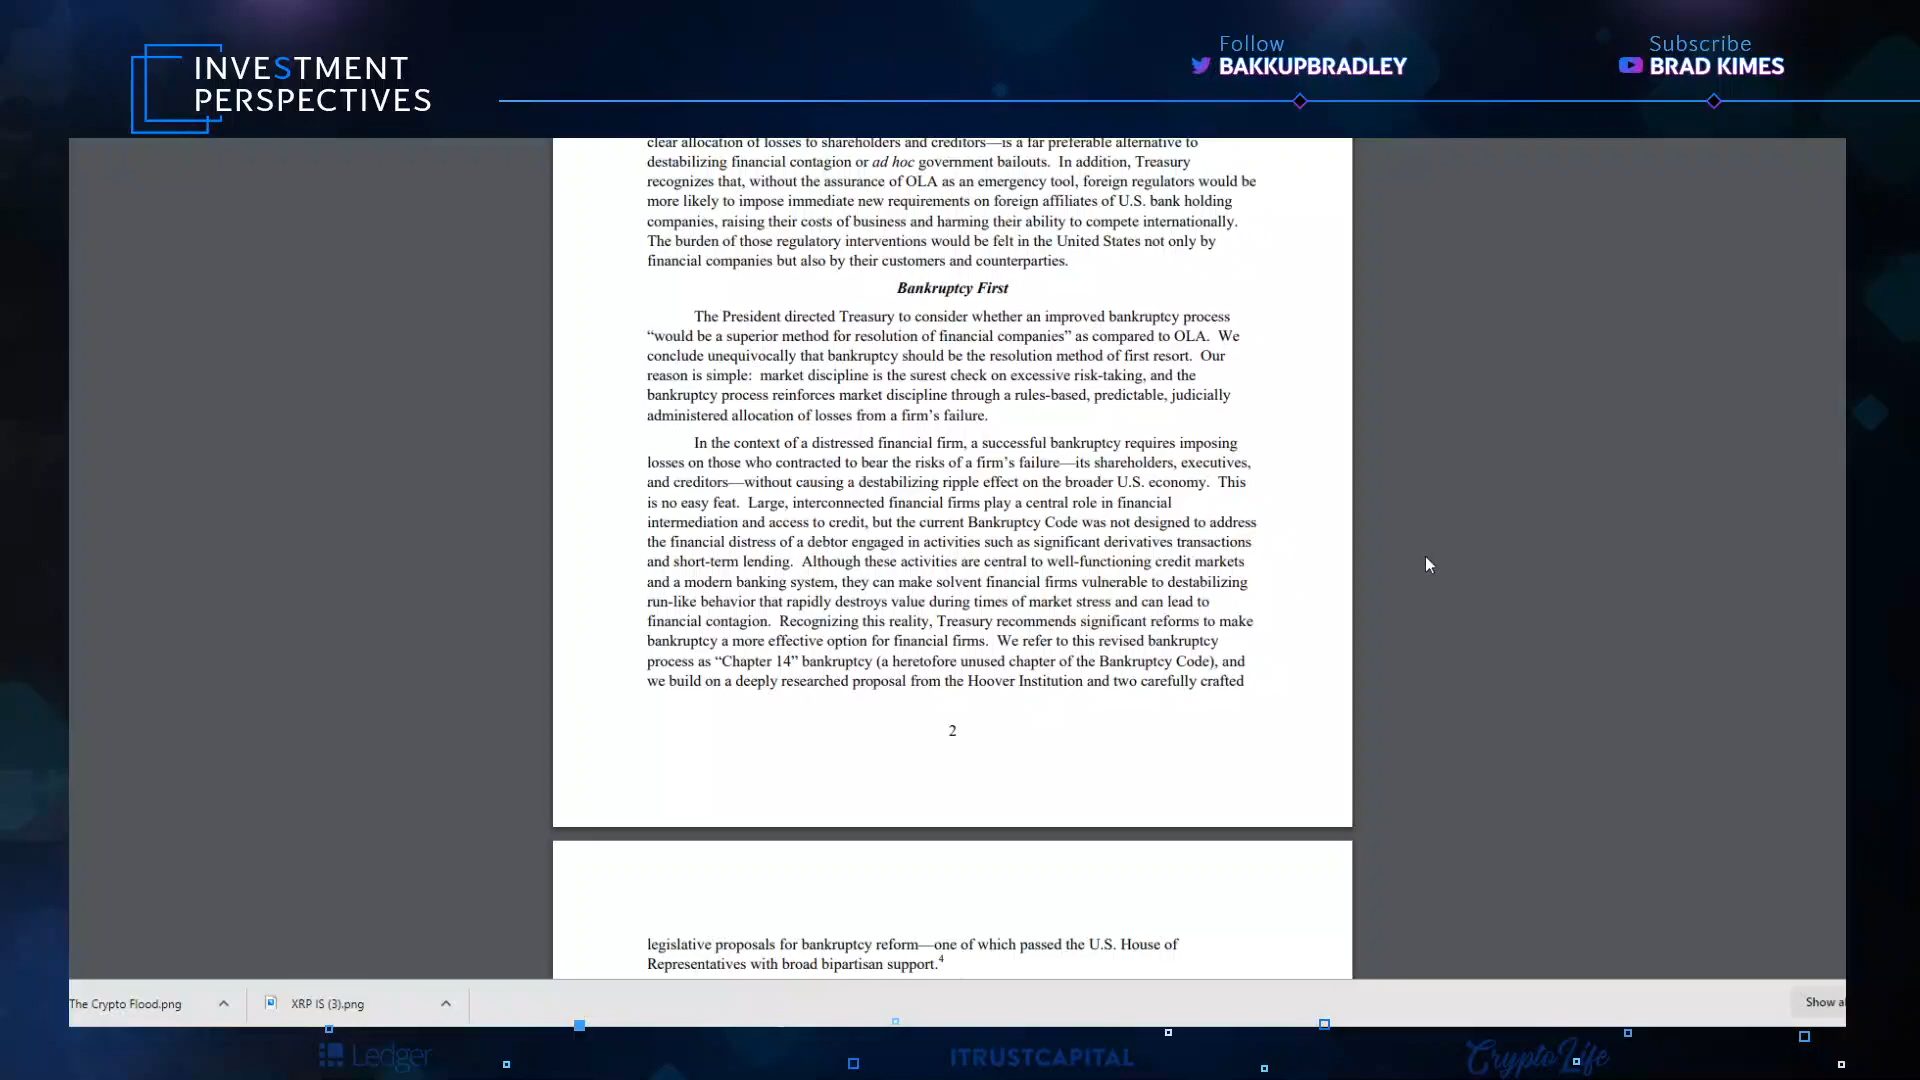 INVESTMENT
PERSPECTIVES
Follow
BAKKUPBRADLEY
Subscribe
BRAD KIMES
clear allocation of losses to shareholders and creditors—is a far preferable alternative to
destabilizing financial contagion or ad hoc government bailouts.  In addition, Treasury
recognizes that, without the assurance of OLA as an emergency tool, foreign regulators would be
more likely to impose immediate new requirements on foreign affiliates of U.S. bank holding
companies, raising their costs of business and harming their ability to compete internationally.
The burden of those regulatory interventions would be felt in the United States not only by
financial companies but also by their customers and counterparties.
Bankruptcy First
The President directed Treasury to consider whether an improved bankruptcy process
“would be a superior method for resolution of financial companies” as compared to OLA.  We
conclude unequivocally that bankruptcy should be the resolution method of first resort.  Our
reason is simple:  market discipline is the surest check on excessive risk-taking, and the
bankruptcy process reinforces market discipline through a rules-based, predictable, judicially
administered allocation of losses from a firm’s failure.
In the context of a distressed financial firm, a successful bankruptcy requires imposing
losses on those who contracted to bear the risks of a firm’s failure—its shareholders, executives,
and creditors—without causing a destabilizing ripple effect on the broader U.S. economy.  This
is no easy feat.  Large, interconnected financial firms play a central role in financial
intermediation and access to credit, but the current Bankruptcy Code was not designed to address
the financial distress of a debtor engaged in activities such as significant derivatives transactions
and short-term lending.  Although these activities are central to well-functioning credit markets
and a modern banking system, they can make solvent financial firms vulnerable to destabilizing
run-like behavior that rapidly destroys value during times of market stress and can lead to
financial contagion.  Recognizing this reality, Treasury recommends significant reforms to make
bankruptcy a more effective option for financial firms.  We refer to this revised bankruptcy
process as “Chapter 14” bankruptcy (a heretofore unused chapter of the Bankruptcy Code), and
we build on a deeply researched proposal from the Hoover Institution and two carefully crafted
2
legislative proposals for bankruptcy reform—one of which passed the U.S. House of
Representatives with broad bipartisan support.4
The Crypto Flood.png
XRP IS (3).png
Show a
Ledger
ITRUSTCAPITAL
CryptoLife